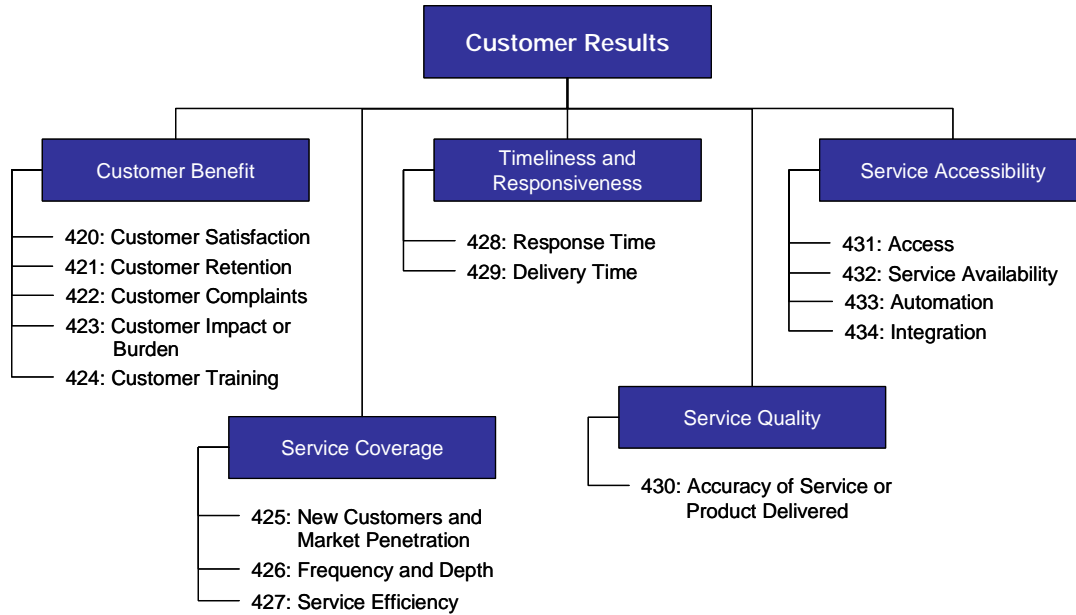 Customer Results
Customer Benefit
420: Customer Satisfaction
421: Customer Retention
422: Customer Complaints
423: Customer Impact or
Burden
424: Customer Training
Timeliness and
Responsiveness
428: Response Time
429: Delivery Time
Service Accessibility
431: Access
432: Service Availability
433: Automation
434: Integration
Service Coverage
425: New Customers and
Market Penetration
426: Frequency and Depth
427: Service Efficiency
Service Quality
430: Accuracy of Service or
Product Delivered